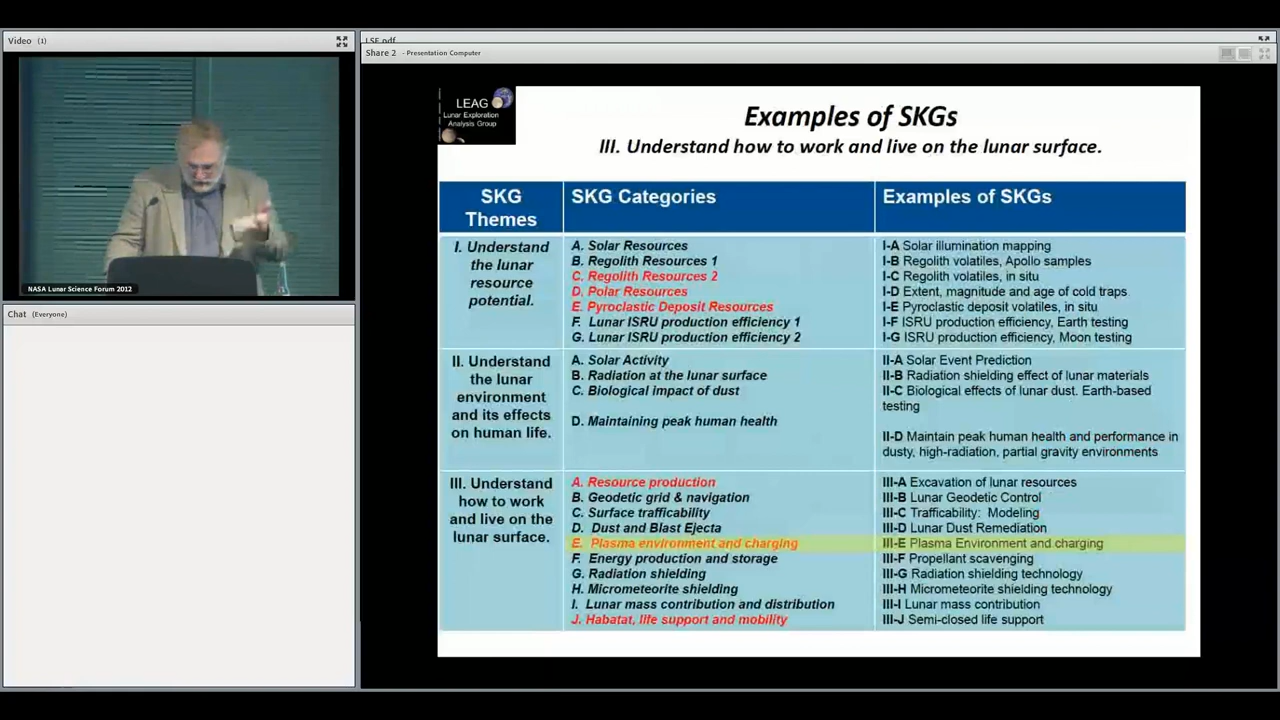 Video (1)
NASA Lunar Science Forum 2012
Chat (Everyone)
LSF.pdf
Share 2 - Presentation Computer
LEAG
Lunar Exploration
Analysis Group
Examples of SKGs
III. Understand how to work and live on the lunar surface.
SKG
Themes
SKG Categories
Examples of SKGs
I. Understand
the lunar
resource
potential.
A. Solar Resources
B. Regolith Resources 1
C. Regolith Resources 2
D. Polar Resources
E. Pyroclastic Deposit Resources
F. Lunar ISRU production efficiency 1
G. Lunar ISRU production efficiency 2
I-A Solar illumination mapping
I-B Regolith volatiles, Apollo samples
I-C Regolith volatiles, in situ
I-D Extent, magnitude and age of cold traps
I-E Pyroclastic deposit volatiles, in situ
I-F ISRU production efficiency, Earth testing
I-G ISRU production efficiency, Moon testing
II. Understand
the lunar
environment
and its effects
on human life.
A. Solar Activity
B. Radiation at the lunar surface
C. Biological impact of dust
D. Maintaining peak human health
II-A Solar Event Prediction
II-B Radiation shielding effect of lunar materials
II-C Biological effects of lunar dust. Earth-based
testing
II-D Maintain peak human health and performance in
dusty, high-radiation, partial gravity environments
III. Understand
how to work
and live on the
lunar surface.
A. Resource production
B. Geodetic grid & navigation
C. Surface trafficability
D. Dust and Blast Ejecta
E. Plasma environment and charging
F. Energy production and storage
G. Radiation shielding
H. Micrometeorite shielding
I. Lunar mass contribution and distribution
J. Habatat, life support and mobility
III-A Excavation of lunar resources
III-B Lunar Geodetic Control
III-C Trafficability: Modeling
III-D Lunar Dust Remediation
III-E Plasma Environment and charging
III-F Propellant scavenging
III-G Radiation shielding technology
III-H Micrometeorite shielding technology
III-I Lunar mass contribution
III-J Semi-closed life support